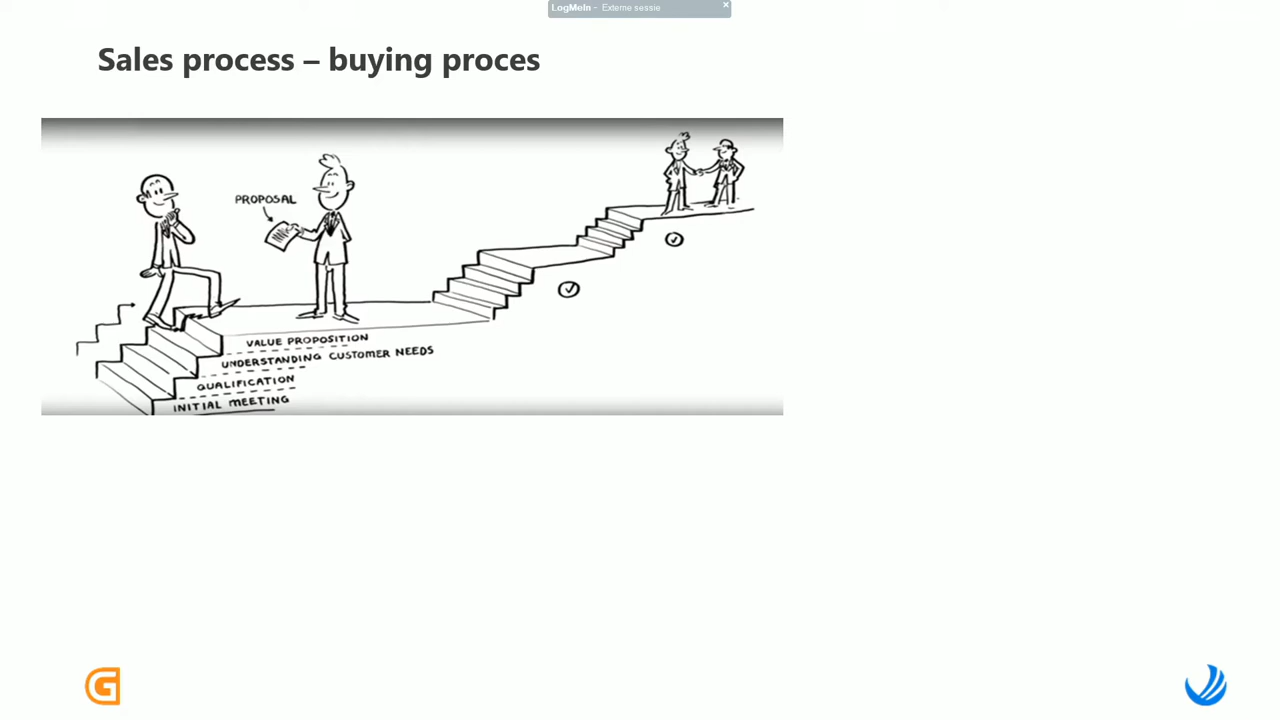 LogMeIn - Externe sessie
Sales process – buying proces
PROPOSAL
VALUE PROPOSITION
UNDERSTANDING CUSTOMER NEEDS
QUALIFICATION
INITIAL MEETING